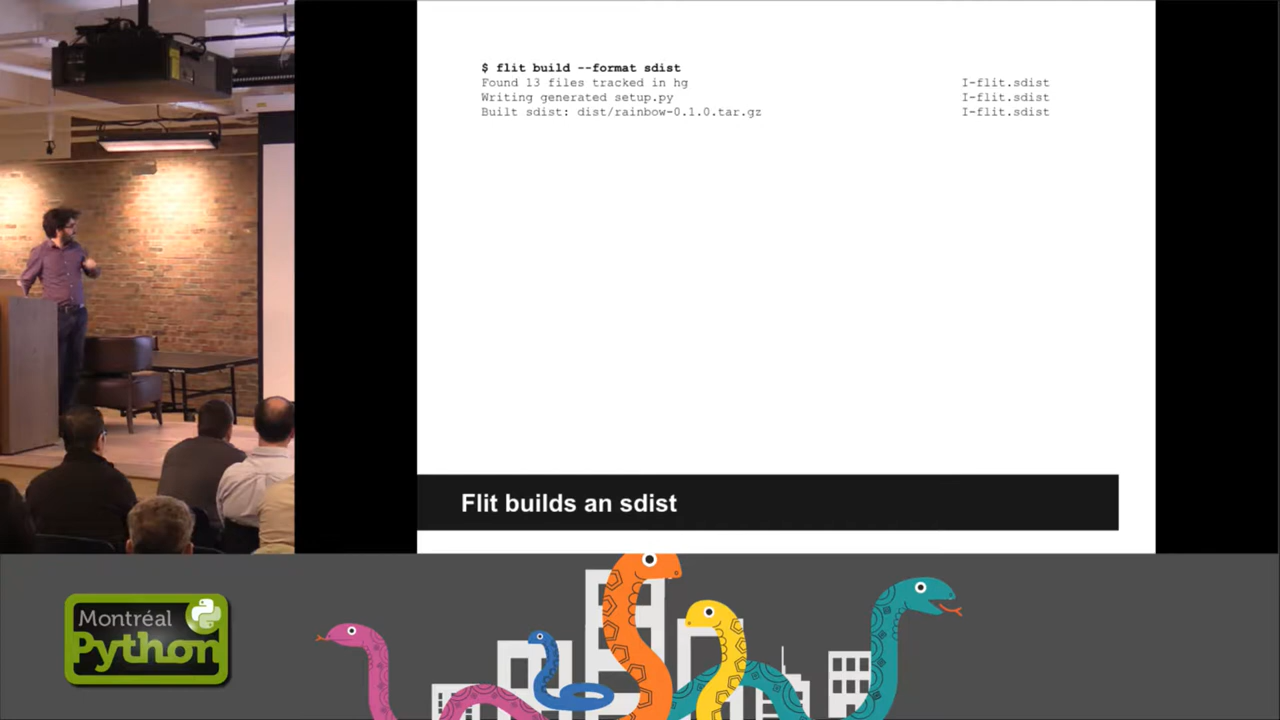 $ flit build --format sdist
Found 13 files tracked in hg I-flit.sdist
Writing generated setup.py I-flit.sdist
Built sdist: dist/rainbow-0.1.0.tar.gz I-flit.sdist
Flit builds an sdist
Montréal
Python